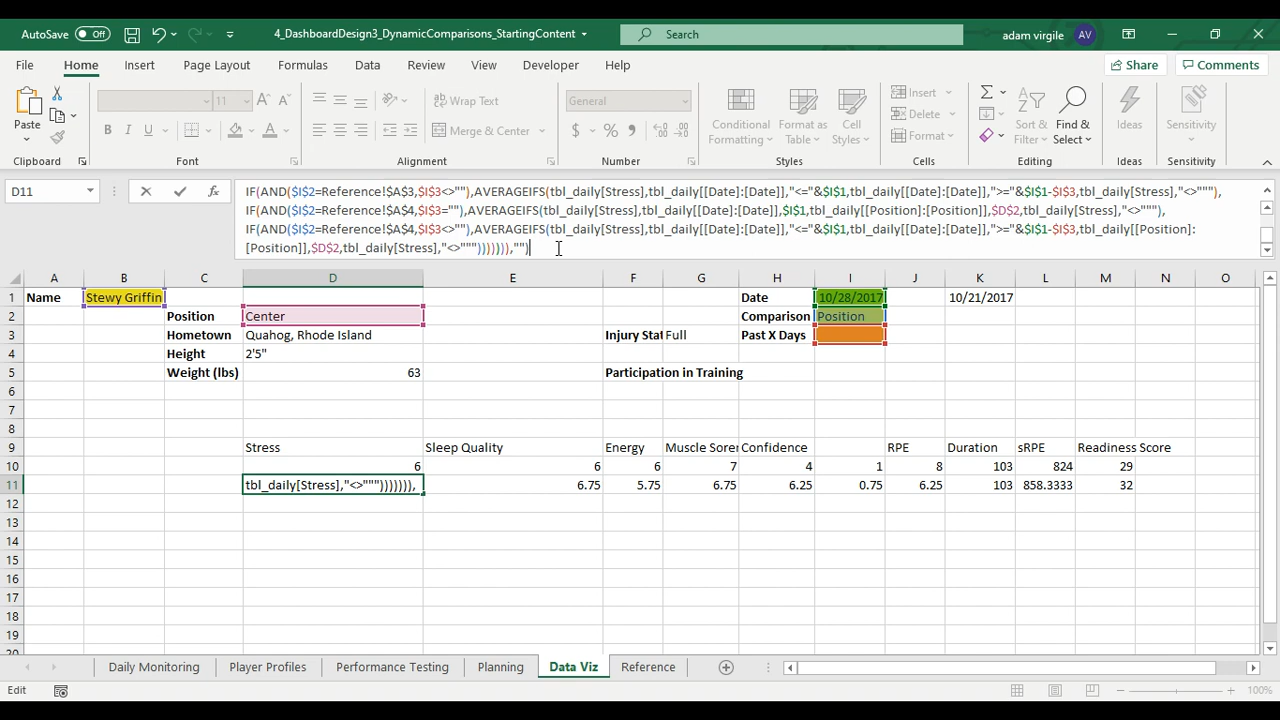 AutoSave Off 4_DashboardDesign3_DynamicComparisons_StartingContent Search adam virgile AV
File Home Insert Page Layout Formulas Data Review View Developer Help Share Comments
Paste 11 A A Wrap Text General Conditional Formatting Format as Table Cell Styles Insert Sort & Filter Find & Select Ideas Sensitivity
B I U A Merge & Center $ % Delete Format
Clipboard Font Alignment Number Styles Cells Editing Ideas Sensitivity
D11 fx IF(AND($I$2=Reference!$A$3,$I$3<>""),AVERAGEIFS(tbl_daily[Stress],tbl_daily[[Date]:[Date]],"<="&$I$1,tbl_daily[[Date]:[Date]],">="&$I$1-$I$3,tbl_daily[Stress],"<>"""),
IF(AND($I$2=Reference!$A$4,$I$3=""),AVERAGEIFS(tbl_daily[Stress],tbl_daily[[Date]:[Date]],$I$1,tbl_daily[[Position]:[Position]],$D$2,tbl_daily[Stress],"<>"""),
IF(AND($I$2=Reference!$A$4,$I$3<>""),AVERAGEIFS(tbl_daily[Stress],tbl_daily[[Date]:[Date]],"<="&$I$1,tbl_daily[[Date]:[Date]],">="&$I$1-$I$3,tbl_daily[[Position]:
[Position]],$D$2,tbl_daily[Stress],"<>""")))))))),"")
A B C D E F G H I J K L M N O
1 Name Stewy Griffin Date 10/28/2017 10/21/2017
2 Position Center Comparison Position
3 Hometown Quahog, Rhode Island Injury Stat Full Past X Days
4 Height 2'5"
5 Weight (lbs) 63 Participation in Training
6
7
8
9 Stress Sleep Quality Energy Muscle Sorer Confidence RPE Duration sRPE Readiness Score
10 6 6 6 7 4 1 8 103 824 29
11 tbl_daily[Stress],"<>""")))))))), 6.75 5.75 6.75 6.25 0.75 6.25 103 858.3333 32
12
13
14
15
16
17
18
19
20
Daily Monitoring Player Profiles Performance Testing Planning Data Viz Reference
Edit 100%